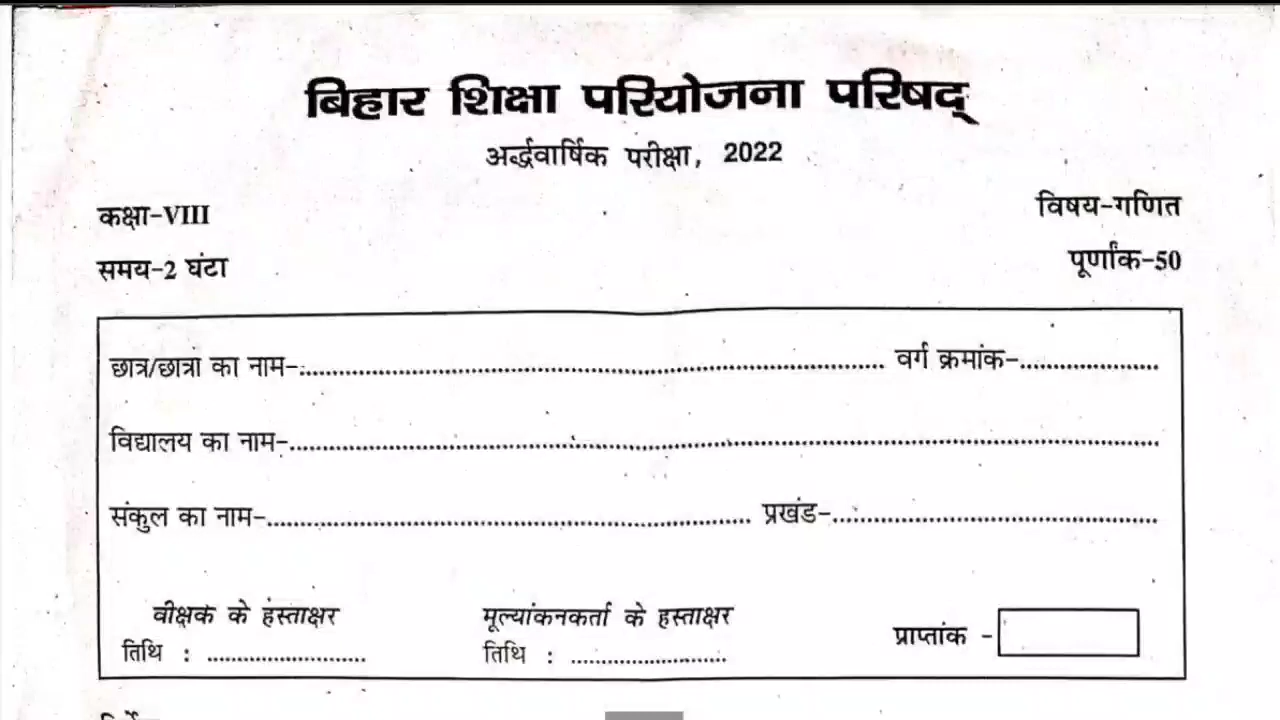 बिहार शिक्षा परियोजना परिषद्
अर्द्धवार्षिक परीक्षा, 2022
कक्षा-VIII विषय-गणित
समय-2 घंटा पूर्णांक-50
छात्र/छात्रा का नाम-.................... वर्ग क्रमांक-....................
विद्यालय का नाम-....................
संकुल का नाम-.................... प्रखंड-....................
वीक्षक के हस्ताक्षर मूल्यांकनकर्ता के हस्ताक्षर
तिथि : .................... तिथि : .................... प्राप्तांक -